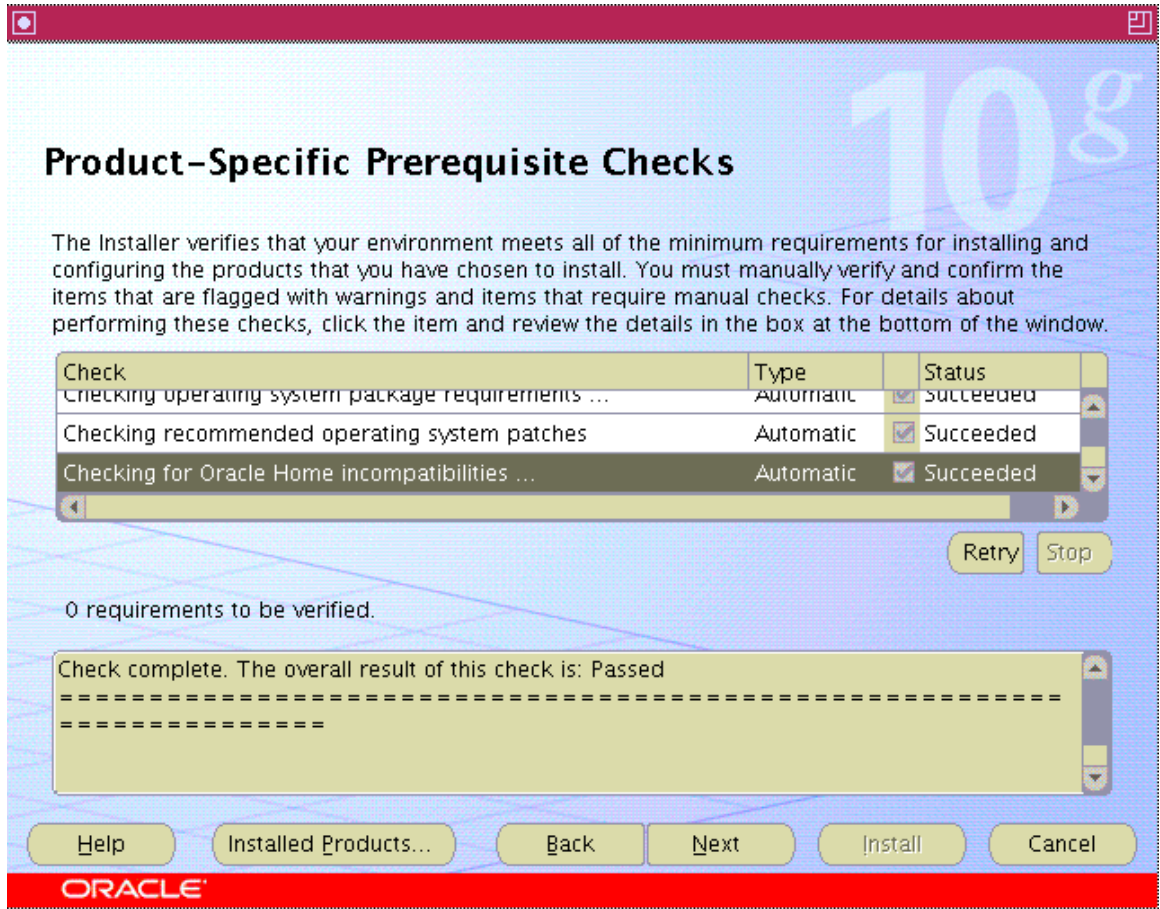 10g
Product-Specific Prerequisite Checks
The Installer verifies that your environment meets all of the minimum requirements for installing and
configuring the products that you have chosen to install. You must manually verify and confirm the
items that are flagged with warnings and items that require manual checks. For details about
performing these checks, click the item and review the details in the box at the bottom of the window.
Check Type Status
Checking operating system package requirements ... Automatic Succeeded
Checking recommended operating system patches Automatic Succeeded
Checking for Oracle Home incompatibilities ... Automatic Succeeded
Retry Stop
0 requirements to be verified.
Check complete. The overall result of this check is: Passed
========================================================
===============
Help Installed Products... Back Next Install Cancel
ORACLE